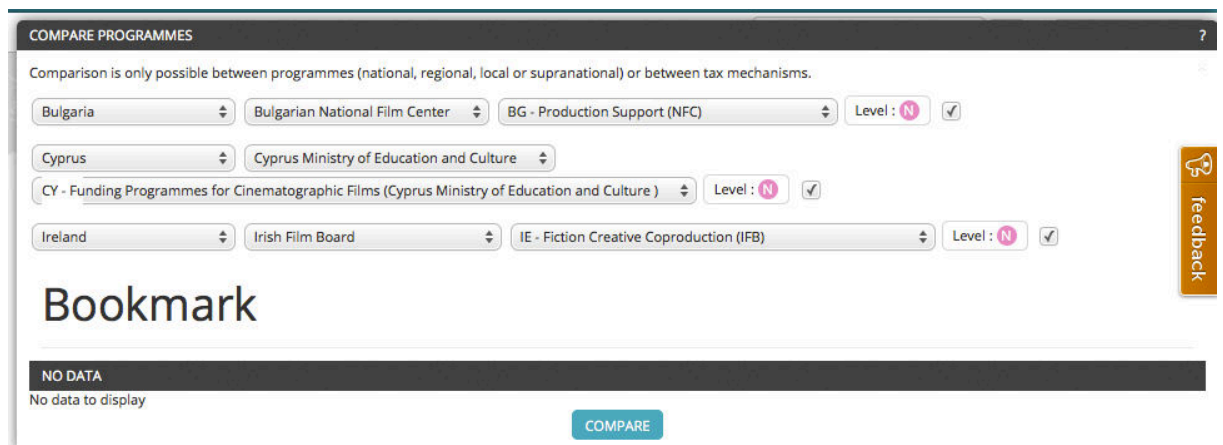 COMPARE PROGRAMMES ?
Comparison is only possible between programmes (national, regional, local or supranational) or between tax mechanisms.
Bulgaria Bulgarian National Film Center BG - Production Support (NFC) Level : N
Cyprus Cyprus Ministry of Education and Culture
CY - Funding Programmes for Cinematographic Films (Cyprus Ministry of Education and Culture ) Level : N
Ireland Irish Film Board IE - Fiction Creative Coproduction (IFB) Level : N
feedback
Bookmark
NO DATA
No data to display
COMPARE